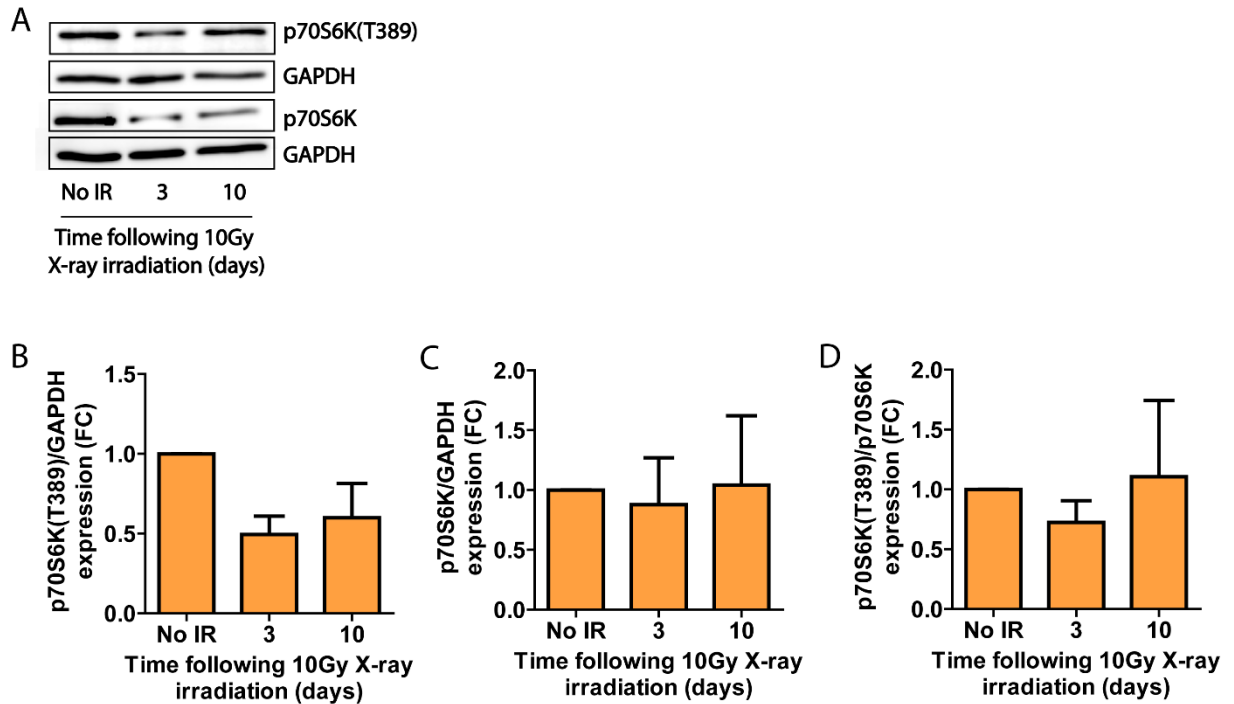 A
p70S6K(T389)
GAPDH
p70S6K
GAPDH
No IR 3 10
Time following 10Gy
X-ray irradiation (days)
B
p70S6K(T389)/GAPDH
expression (FC)
1.5
1.0
0.5
0.0
No IR 3 10
Time following 10Gy X-ray
irradiation (days)
C
p70S6K/GAPDH
expression (FC)
2.0
1.5
1.0
0.5
0.0
No IR 3 10
Time following 10Gy X-ray
irradiation (days)
D
p70S6K(T389)/p70S6K
expression (FC)
2.0
1.5
1.0
0.5
0.0
No IR 3 10
Time following 10Gy X-ray
irradiation (days)